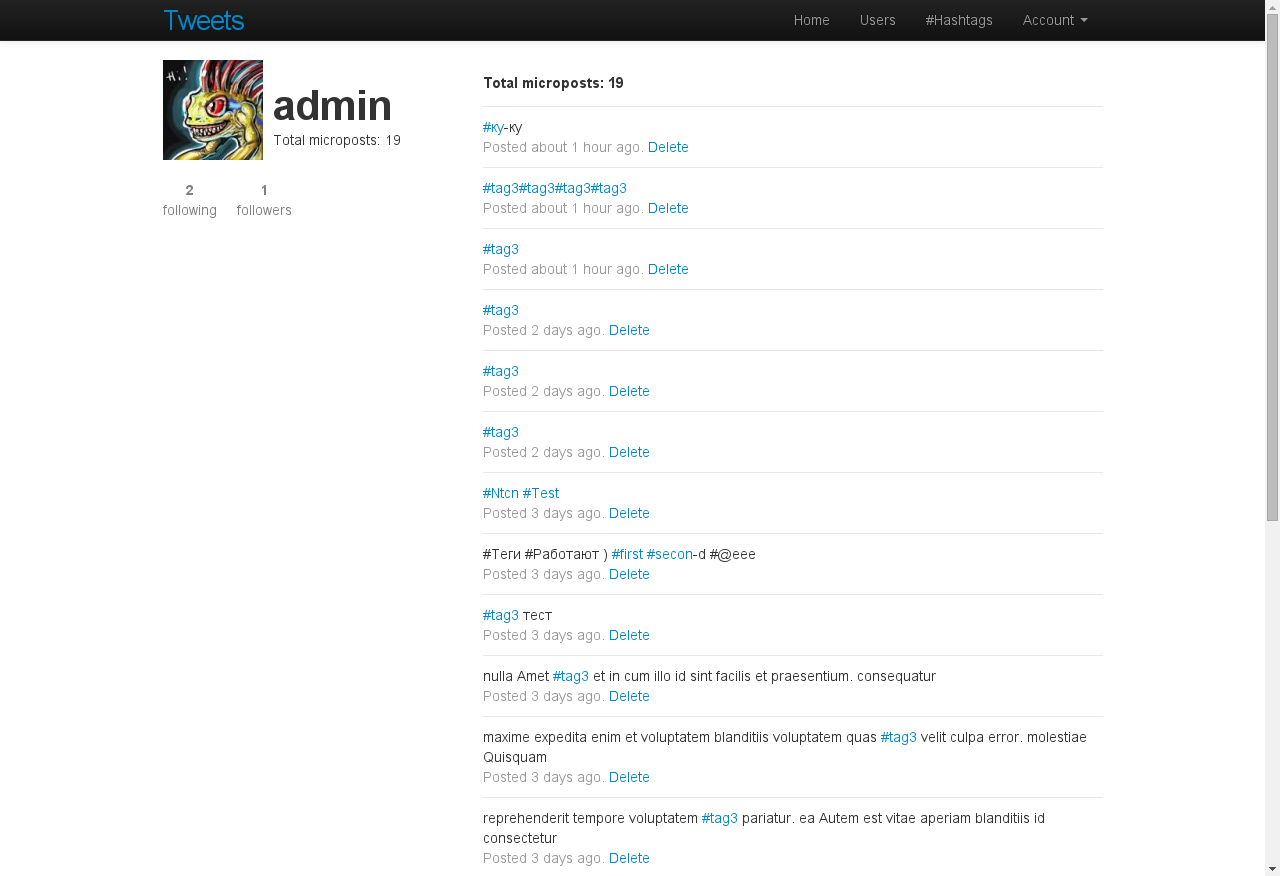 Tweets
Home Users #Hashtags Account
Hi!
admin
Total microposts: 19
2 1
following followers
Total microposts: 19
#ку-ку
Posted about 1 hour ago. Delete
#tag3#tag3#tag3#tag3
Posted about 1 hour ago. Delete
#tag3
Posted about 1 hour ago. Delete
#tag3
Posted 2 days ago. Delete
#tag3
Posted 2 days ago. Delete
#tag3
Posted 2 days ago. Delete
#Ntcn #Test
Posted 3 days ago. Delete
#Теги #Работают ) #first #secon-d #@eee
Posted 3 days ago. Delete
#tag3 тест
Posted 3 days ago. Delete
nulla Amet #tag3 et in cum illo id sint facilis et praesentium. consequatur
Posted 3 days ago. Delete
maxime expedita enim et voluptatem blanditiis voluptatem quas #tag3 velit culpa error. molestiae
Quisquam
Posted 3 days ago. Delete
reprehenderit tempore voluptatem #tag3 pariatur. ea Autem est vitae aperiam blanditiis id
consectetur
Posted 3 days ago. Delete